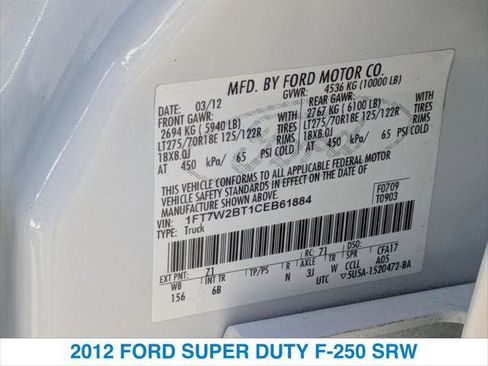 MFD. BY FORD MOTOR CO.
DATE: 03/12 GVWR: 4536 KG (10000 LB)
FRONT GAWR: REAR GAWR:
2694 KG (5940 LB) WITH 2767 KG (6100 LB) WITH
LT275/70R18E 125/122R TIRES LT275/70R18E 125/122R TIRES
18X8.0J RIMS 18X8.0J RIMS
AT 450 kPa/ 65 PSI COLD AT 450 kPa/ 65 PSI COLD
THIS VEHICLE CONFORMS TO ALL APPLICABLE FEDERAL MOTOR
VEHICLE SAFETY STANDARDS IN EFFECT ON THE DATE OF
MANUFACTURE SHOWN ABOVE.
VIN: 1FT7W2BT1CEB61884 F0709
TYPE: Truck T0903
EXT PNT: Z1 RC: 71 DSO:
WB INT TR TP/PS R AXLE TR CFA17
156 6B N 3J CCLL A05
UTC 5U5A-1520472-BA
2012 FORD SUPER DUTY F-250 SRW